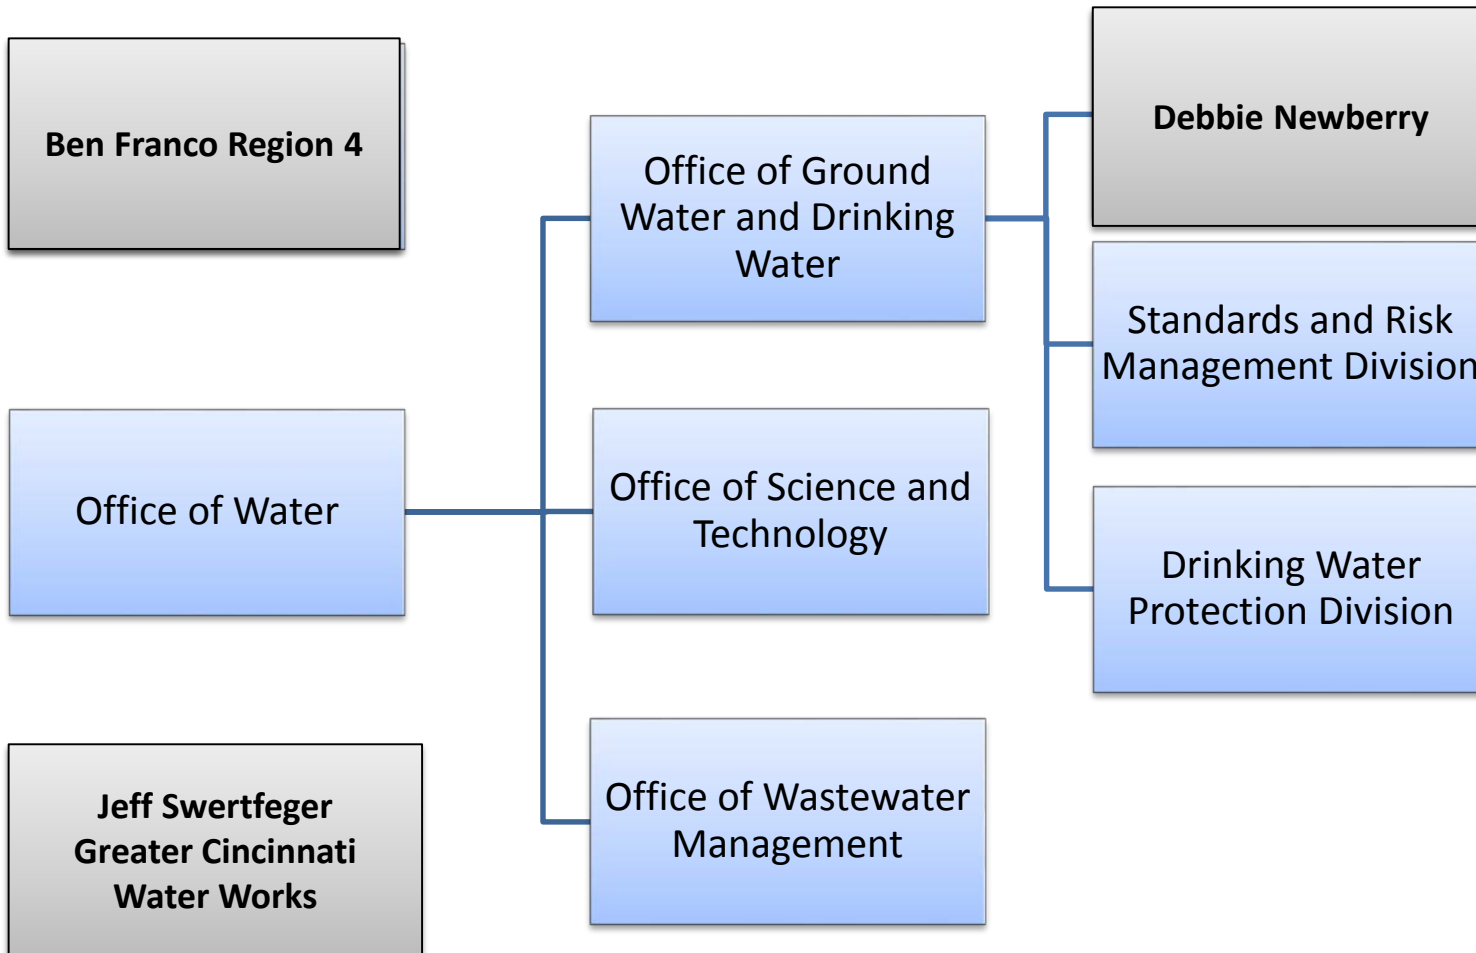 Ben Franco Region 4
Office of Water
Jeff Swertfeger
Greater Cincinnati
Water Works
Office of Ground
Water and Drinking
Water
Office of Science and
Technology
Office of Wastewater
Management
Debbie Newberry
Standards and Risk
Management Division
Drinking Water
Protection Division